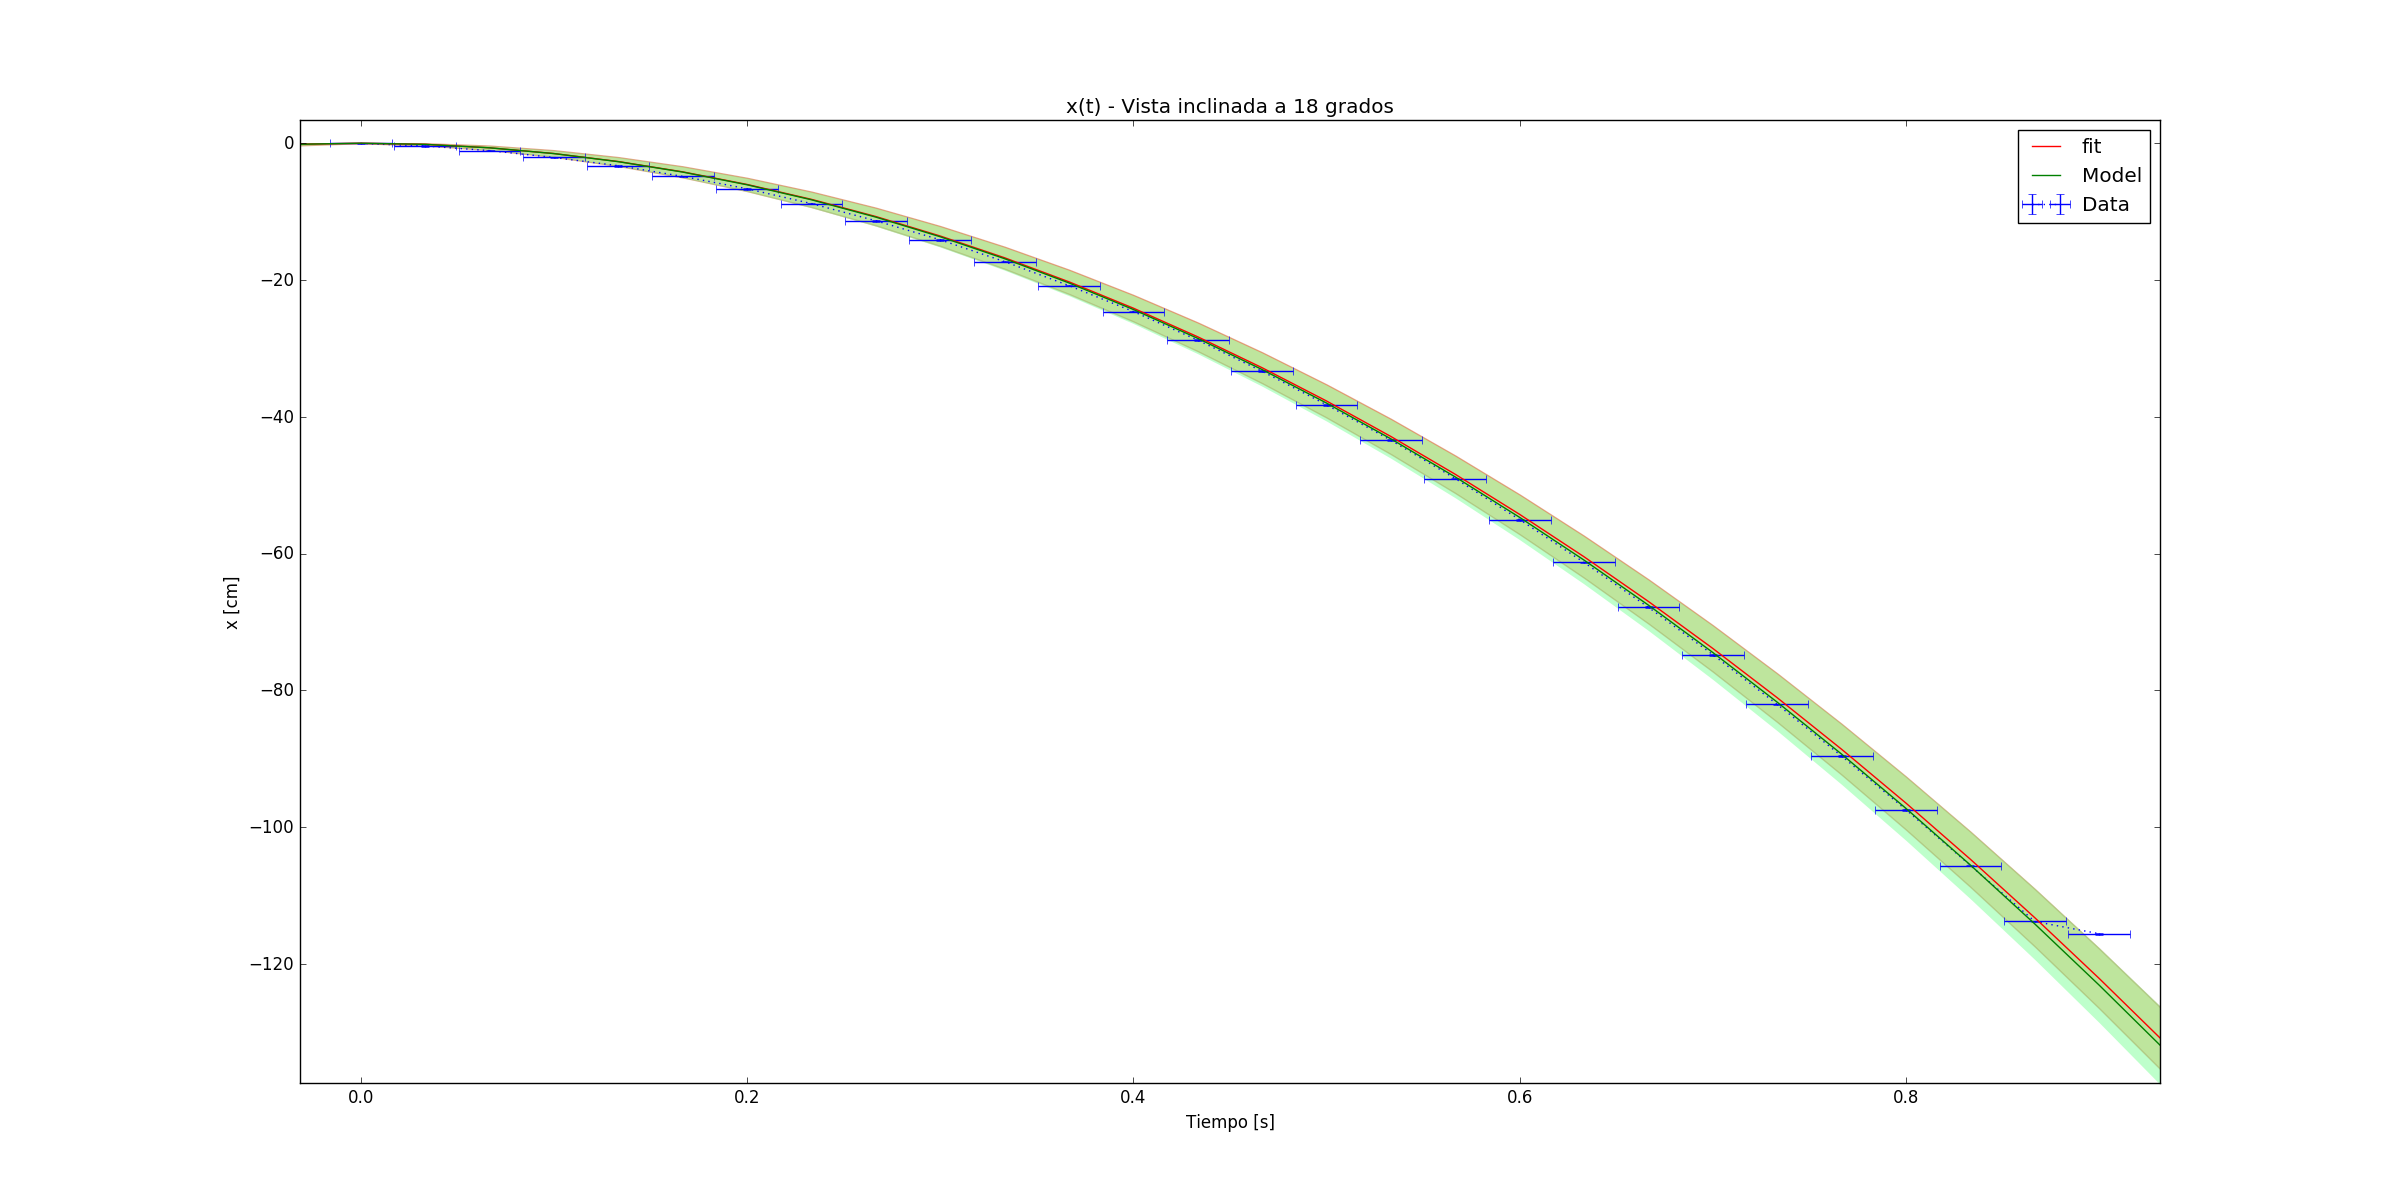 x(t) - Vista inclinada a 18 grados
fit
Model
Data
0
−20
−40
−60
−80
−100
−120
x [cm]
0.0 0.2 0.4 0.6 0.8
Tiempo [s]